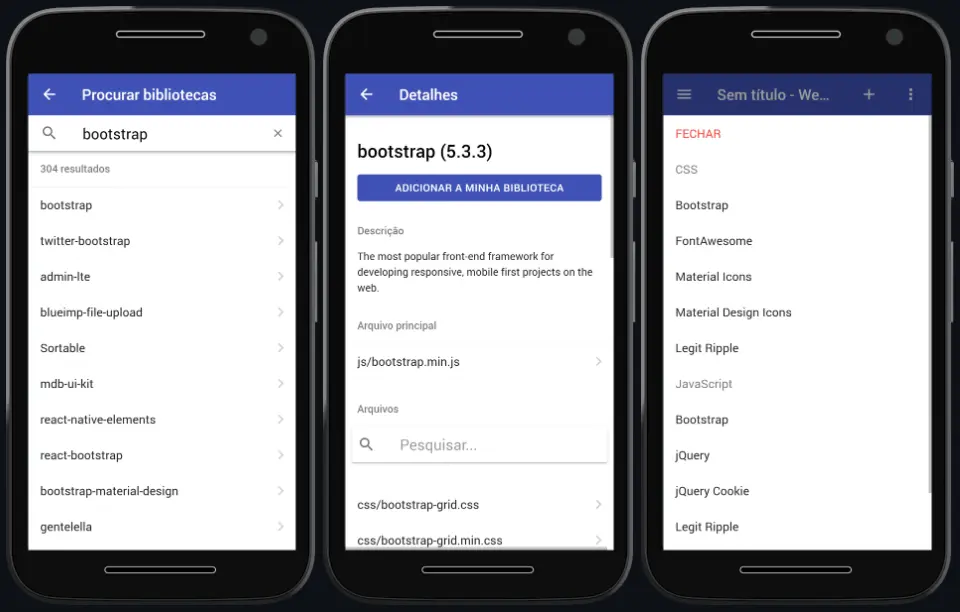 Procurar bibliotecas
bootstrap
304 resultados
bootstrap
twitter-bootstrap
admin-lte
blueimp-file-upload
Sortable
mdb-ui-kit
react-native-elements
react-bootstrap
bootstrap-material-design
gentelella
Detalhes
bootstrap (5.3.3)
ADICIONAR A MINHA BIBLIOTECA
Descrição
The most popular front-end framework for
developing responsive, mobile first projects on the
web.
Arquivo principal
js/bootstrap.min.js
Arquivos
Pesquisar...
css/bootstrap-grid.css
css/bootstrap-grid.min.css
Sem título - We...
FECHAR
CSS
Bootstrap
FontAwesome
Material Icons
Material Design Icons
Legit Ripple
JavaScript
Bootstrap
jQuery
jQuery Cookie
Legit Ripple